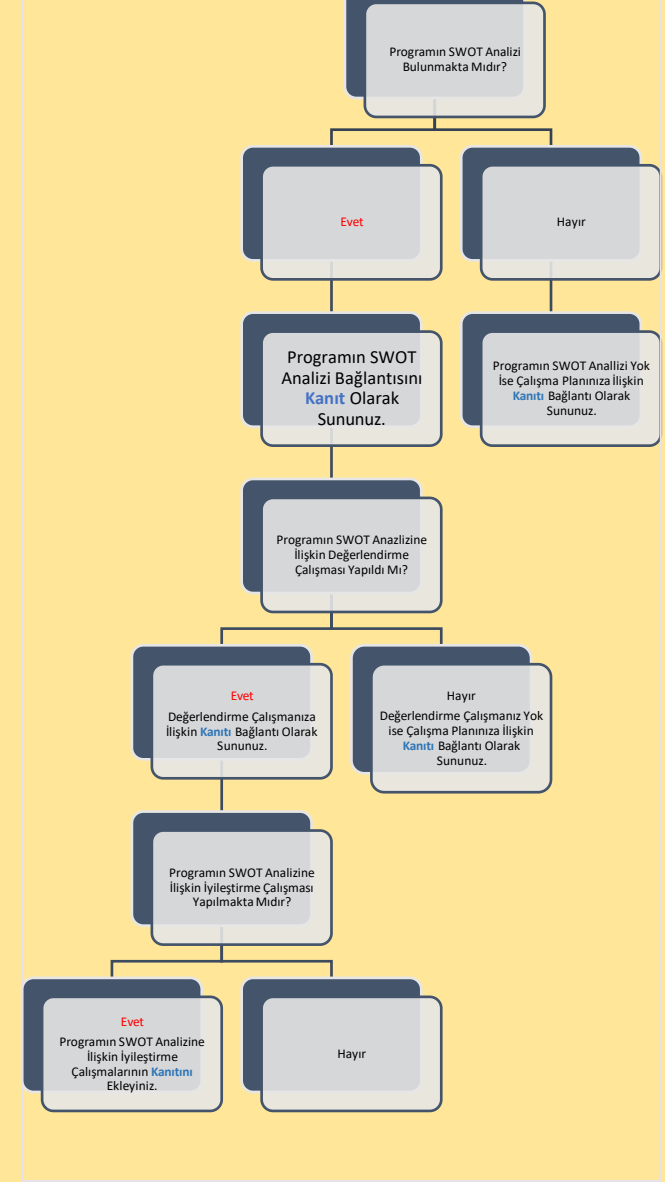 Programın SWOT Analizi
Bulunmakta Mıdır?
Evet
Hayır
Programın SWOT
Analizi Bağlantısını
Kanıt Olarak
Sununuz.
Programın SWOT Anallizi Yok
İse Çalışma Planınıza İlişkin
Kanıtı Bağlantı Olarak
Sununuz.
Programın SWOT Anazlizine
İlişkin Değerlendirme
Çalışması Yapıldı Mı?
Evet
Değerlendirme Çalışmanıza
İlişkin Kanıtı Bağlantı Olarak
Sununuz.
Hayır
Değerlendirme Çalışmanız Yok
ise Çalışma Planınıza İlişkin
Kanıtı Bağlantı Olarak
Sununuz.
Programın SWOT Analizine
İlişkin İyileştirme Çalışması
Yapılmakta Mıdır?
Evet
Programın SWOT Analizine
İlişkin İyileştirme
Çalışmalarının Kanıtını
Ekleyiniz.
Hayır